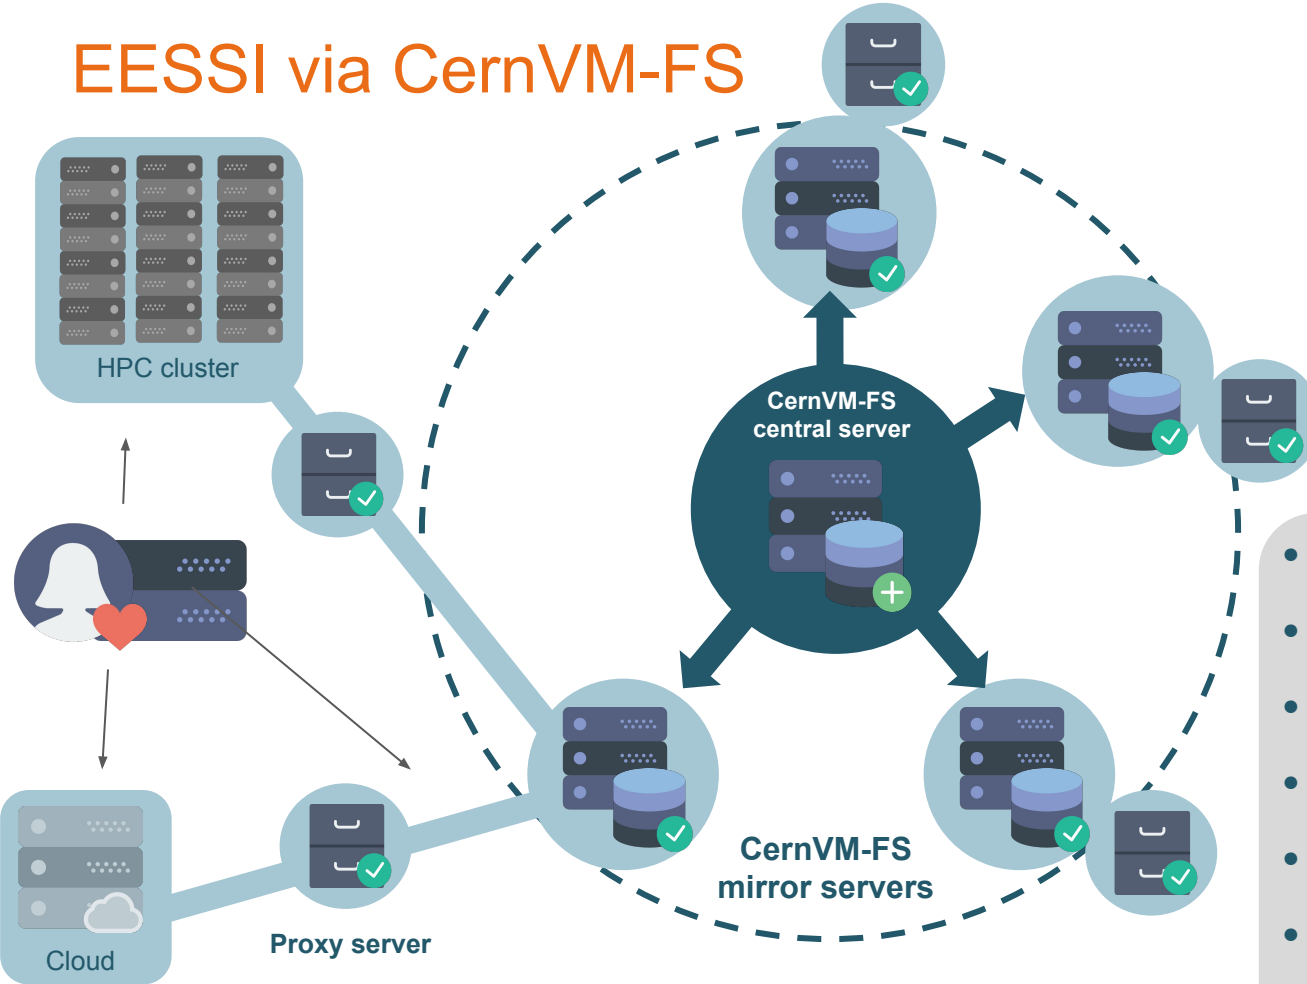 EESSI via CernVM-FS
HPC cluster
CernVM-FS
central server
CernVM-FS
mirror servers
Proxy server
Cloud